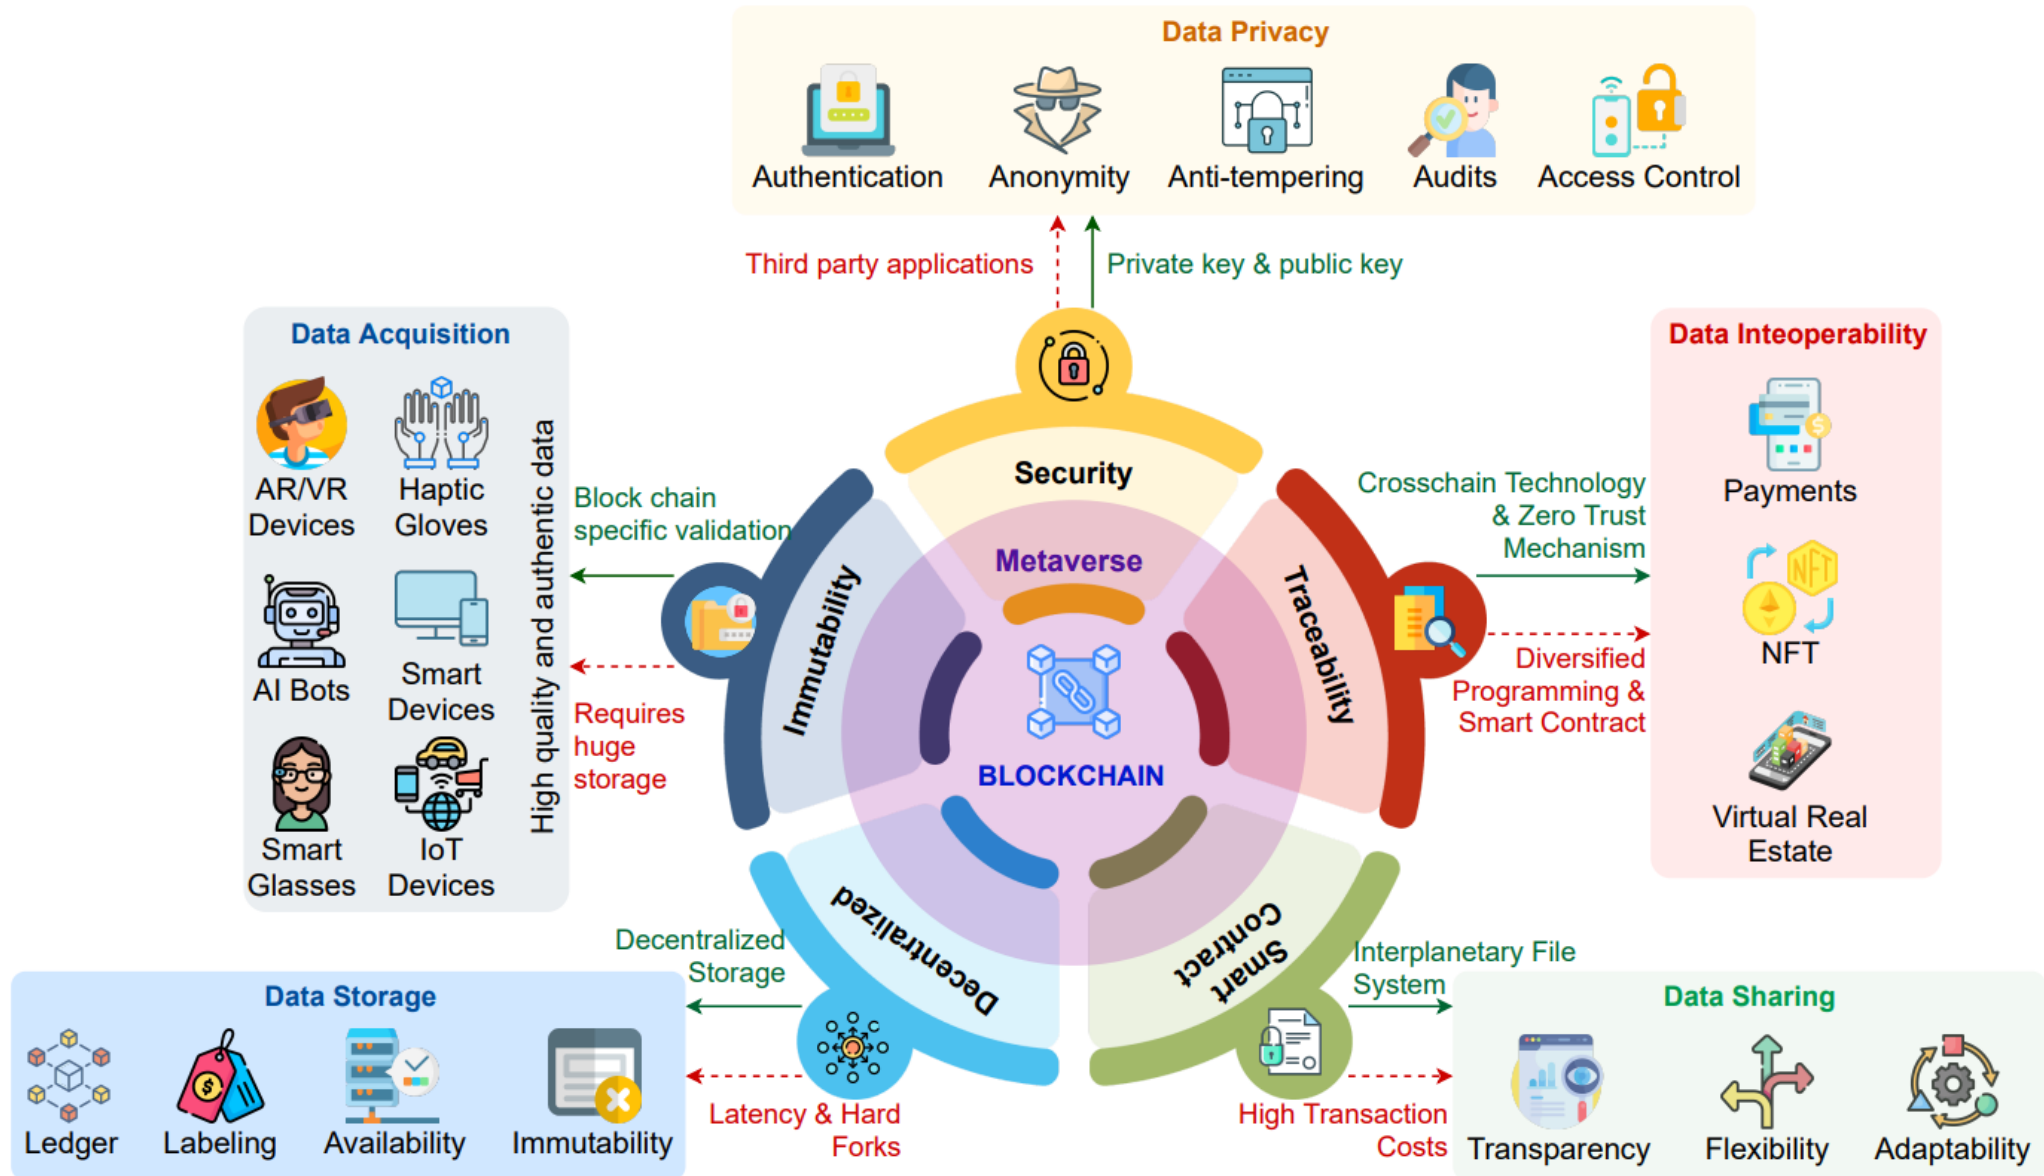 Data Privacy
Authentication
Anonymity
Anti-tempering
Audits
Access Control
Third party applications
Private key & public key
Data Acquisition
AR/VR
Devices
Haptic
Gloves
AI Bots
Smart
Devices
Smart
Glasses
IoT
Devices
High quality and authentic data
Block chain
specific validation
Requires
huge
storage
Security
Immutability
Traceability
Decentralized
Smart
Contract
Metaverse
BLOCKCHAIN
Crosschain Technology
& Zero Trust
Mechanism
Diversified
Programming &
Smart Contract
Data Inteoperability
Payments
NFT
NFT
Virtual Real
Estate
Decentralized
Storage
Latency & Hard
Forks
Data Storage
Ledger
Labeling
Availability
Immutability
Interplanetary File
System
High Transaction
Costs
Data Sharing
Transparency
Flexibility
Adaptability